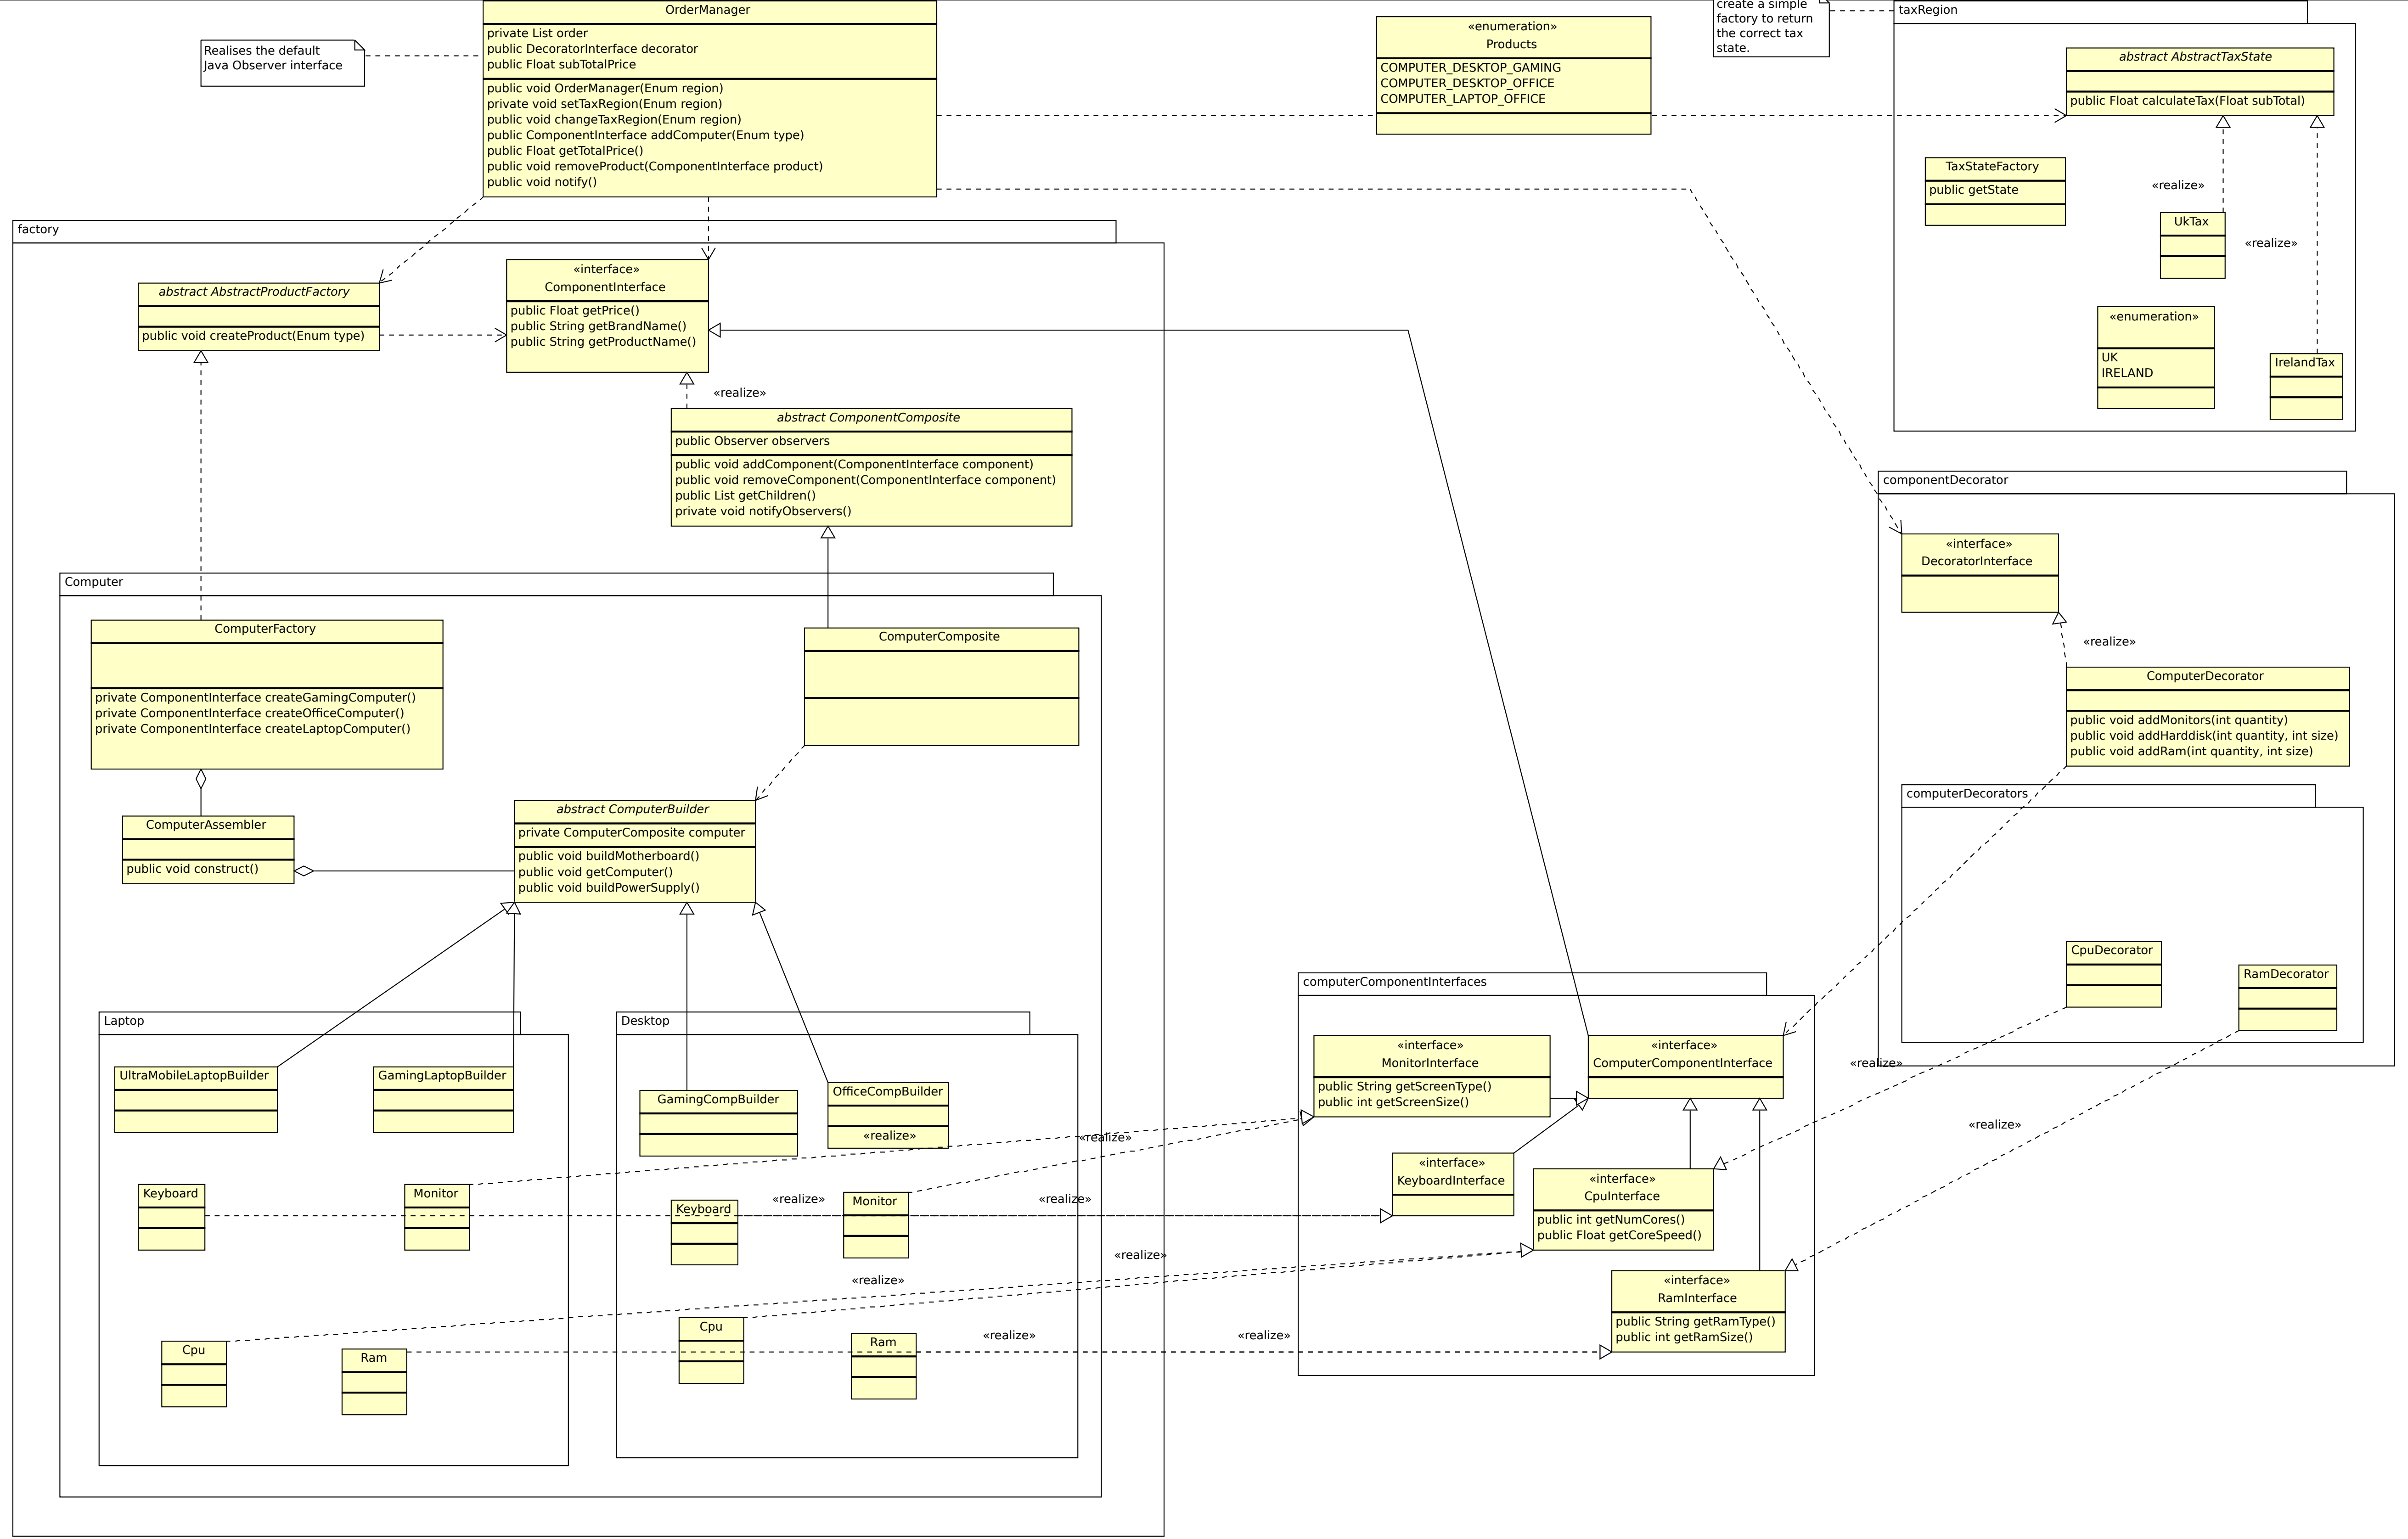 OrderManager
private List order
public DecoratorInterface decorator
public Float subTotalPrice
public void OrderManager(Enum region)
private void setTaxRegion(Enum region)
public void changeTaxRegion(Enum region)
public ComponentInterface addComputer(Enum type)
public Float getTotalPrice()
public void removeProduct(ComponentInterface product)
public void notify()
Realises the default
Java Observer interface
«enumeration»
Products
COMPUTER_DESKTOP_GAMING
COMPUTER_DESKTOP_OFFICE
COMPUTER_LAPTOP_OFFICE
create a simple
factory to return
the correct tax
state.
taxRegion
abstract AbstractTaxState
public Float calculateTax(Float subTotal)
TaxStateFactory
public getState
«realize»
UkTax
«realize»
«enumeration»
UK
IRELAND
IrelandTax
factory
abstract AbstractProductFactory
public void createProduct(Enum type)
«interface»
ComponentInterface
public Float getPrice()
public String getBrandName()
public String getProductName()
«realize»
abstract ComponentComposite
public Observer observers
public void addComponent(ComponentInterface component)
public void removeComponent(ComponentInterface component)
public List getChildren()
private void notifyObservers()
componentDecorator
«interface»
DecoratorInterface
«realize»
ComputerDecorator
public void addMonitors(int quantity)
public void addHarddisk(int quantity, int size)
public void addRam(int quantity, int size)
computerDecorators
CpuDecorator
RamDecorator
Computer
ComputerFactory
private ComponentInterface createGamingComputer()
private ComponentInterface createOfficeComputer()
private ComponentInterface createLaptopComputer()
ComputerComposite
ComputerAssembler
public void construct()
abstract ComputerBuilder
private ComputerComposite computer
public void buildMotherboard()
public void getComputer()
public void buildPowerSupply()
Laptop
UltraMobileLaptopBuilder
GamingLaptopBuilder
Keyboard
Monitor
Cpu
Ram
Desktop
GamingCompBuilder
OfficeCompBuilder
«realize»
«realize»
Keyboard
«realize»
Monitor
«realize»
«realize»
«realize»
Cpu
Ram
«realize»
«realize»
computerComponentInterfaces
«interface»
MonitorInterface
public String getScreenType()
public int getScreenSize()
«interface»
ComputerComponentInterface
«interface»
KeyboardInterface
«interface»
CpuInterface
public int getNumCores()
public Float getCoreSpeed()
«interface»
RamInterface
public String getRamType()
public int getRamSize()
«realize»
«realize»